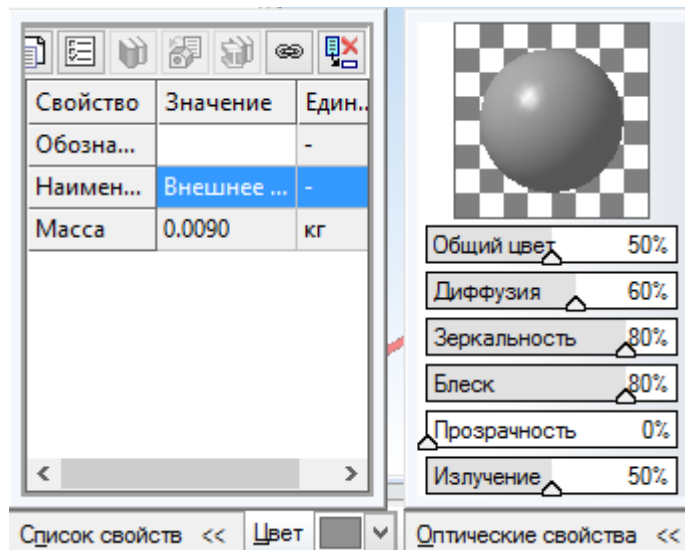 Свойство Значение Един..
Обозна... -
Наимен... Внешнее ... -
Масса 0.0090 кг
Общий цвет 50%
Диффузия 60%
Зеркальность 80%
Блеск 80%
Прозрачность 0%
Излучение 50%
Список свойств << Цвет
Оптические свойства <<